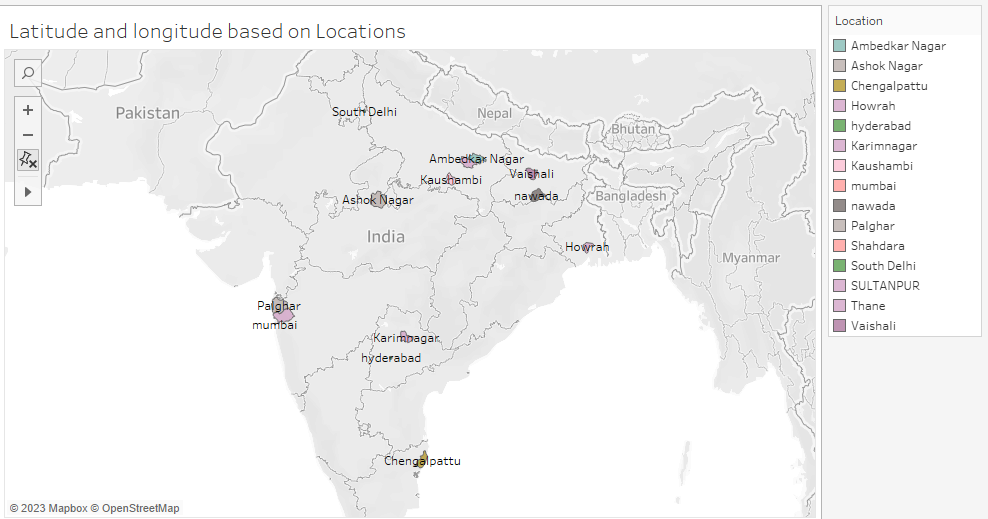 Latitude and longitude based on Locations
Pakistan
South Delhi
Nepal
Bhutan
Ambedkar Nagar
Vaishali
Kaushambi
nawada
Bangladesh
Ashok Nagar
India
Howrah
Myanmar
Palghar
mumbai
Karimnagar
hyderabad
Chengalpattu
© 2023 Mapbox © OpenStreetMap
Location
Ambedkar Nagar
Ashok Nagar
Chengalpattu
Howrah
hyderabad
Karimnagar
Kaushambi
mumbai
nawada
Palghar
Shahdara
South Delhi
SULTANPUR
Thane
Vaishali